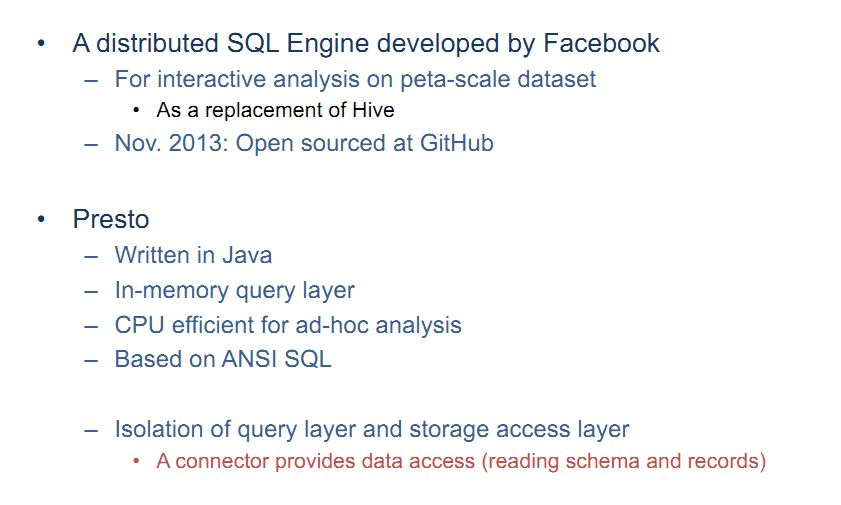 • A distributed SQL Engine developed by Facebook
– For interactive analysis on peta-scale dataset
• As a replacement of Hive
– Nov. 2013: Open sourced at GitHub
• Presto
– Written in Java
– In-memory query layer
– CPU efficient for ad-hoc analysis
– Based on ANSI SQL
– Isolation of query layer and storage access layer
• A connector provides data access (reading schema and records)